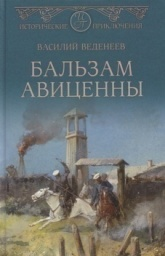 ИСТОРИЧЕСКИЕ ПРИКЛЮЧЕНИЯ
ВАСИЛИЙ ВЕДЕНЕЕВ
БАЛЬЗАМ
АВИЦЕННЫ